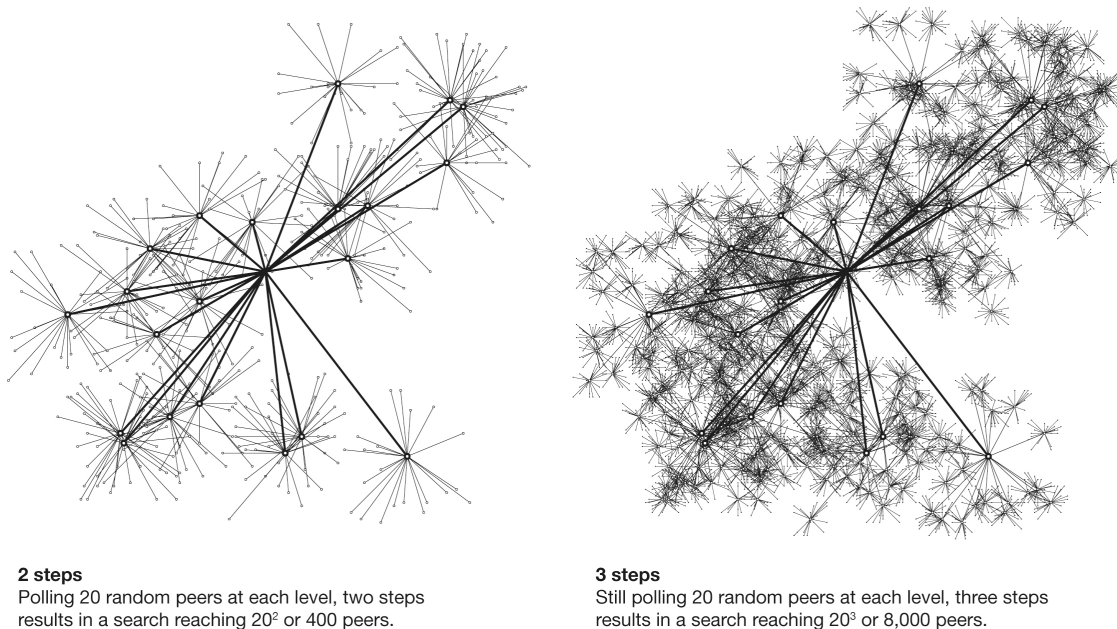 2 steps
Polling 20 random peers at each level, two steps
results in a search reaching 20² or 400 peers.
3 steps
Still polling 20 random peers at each level, three steps
results in a search reaching 20³ or 8,000 peers.